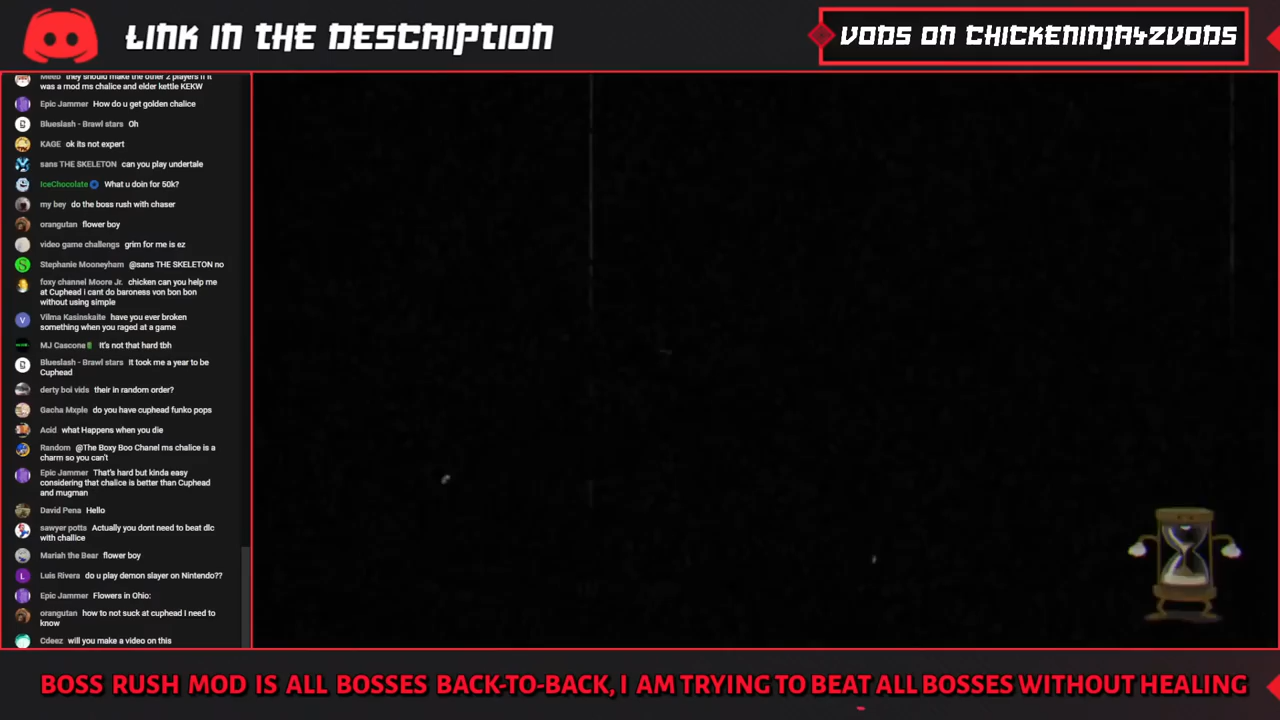 LINK IN THE DESCRIPTION
VODS ON CHICKENINJA42VODS
Meeb they should make the other 2 players if it
was a mod ms chalice and elder kettle KEKW
Epic Jammer How do u get golden chalice
Blueslash - Brawl stars Oh
KAGE ok its not expert
sans THE SKELETON can you play undertale
IceChocolate What u doin for 50k?
my bey do the boss rush with chaser
orangutan flower boy
video game challengs grim for me is ez
Stephanie Mooneyham @sans THE SKELETON no
foxy channel Moore Jr. chicken can you help me
at Cuphead i cant do baroness von bon bon
without using simple
Vilma Kasinskaite have you ever broken
something when you raged at a game
MJ Cascone It's not that hard tbh
Blueslash - Brawl stars It took me a year to be
Cuphead
derty boi vids their in random order?
Gacha Mxple do you have cuphead funko pops
Acid what Happens when you die
Random @The Boxy Boo Chanel ms chalice is a
charm so you can't
Epic Jammer That's hard but kinda easy
considering that chalice is better than Cuphead
and mugman
David Pena Hello
sawyer potts Actually you dont need to beat dlc
with challice
Mariah the Bear flower boy
Luis Rivera do u play demon slayer on Nintendo??
Epic Jammer Flowers in Ohio:
orangutan how to not suck at cuphead I need to
know
Cdeez will you make a video on this
BOSS RUSH MOD IS ALL BOSSES BACK-TO-BACK, I AM TRYING TO BEAT ALL BOSSES WITHOUT HEALING